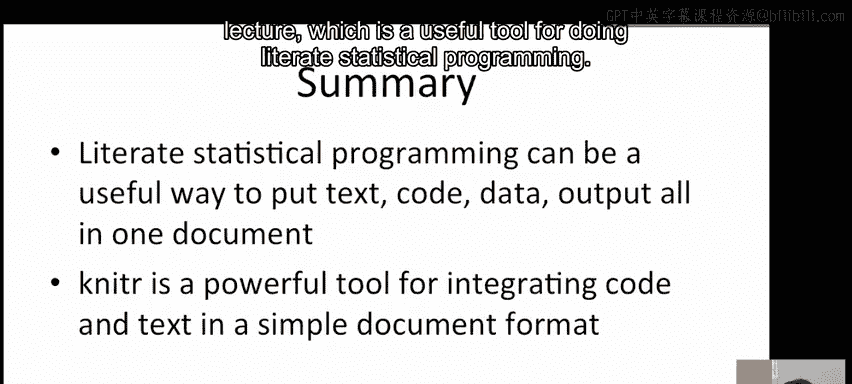 GPT中英字幕课程资源@bilibili.com
lecture, which is a useful tool for doing
literate statistical programming.
Summary
• Literate statistical programming can be a
useful way to put text, code, data, output all
in one document
• knitr is a powerful tool for integrating code
and text in a simple document format